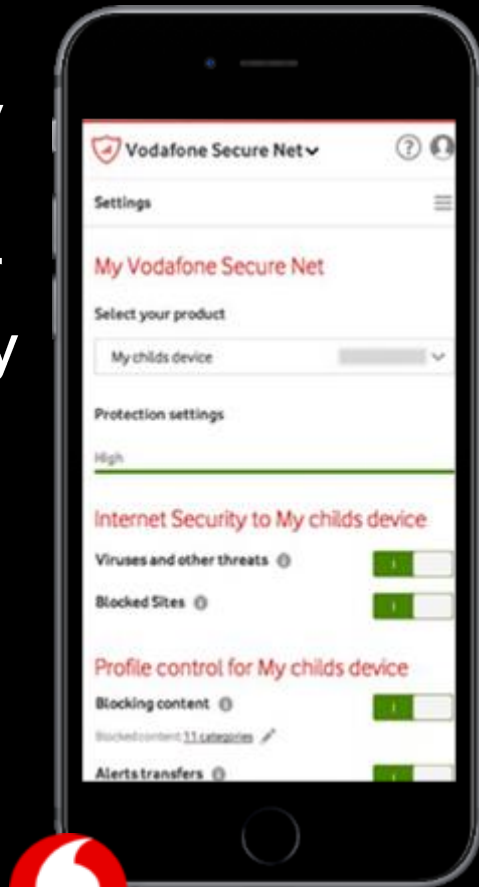 Vodafone Secure Net
Settings
My Vodafone Secure Net
Select your product
My childs device
Protection settings
High
Internet Security to My childs device
Viruses and other threats
Blocked Sites
Profile control for My childs device
Blocking content
Blocked content 11 categories
Alerts transfers